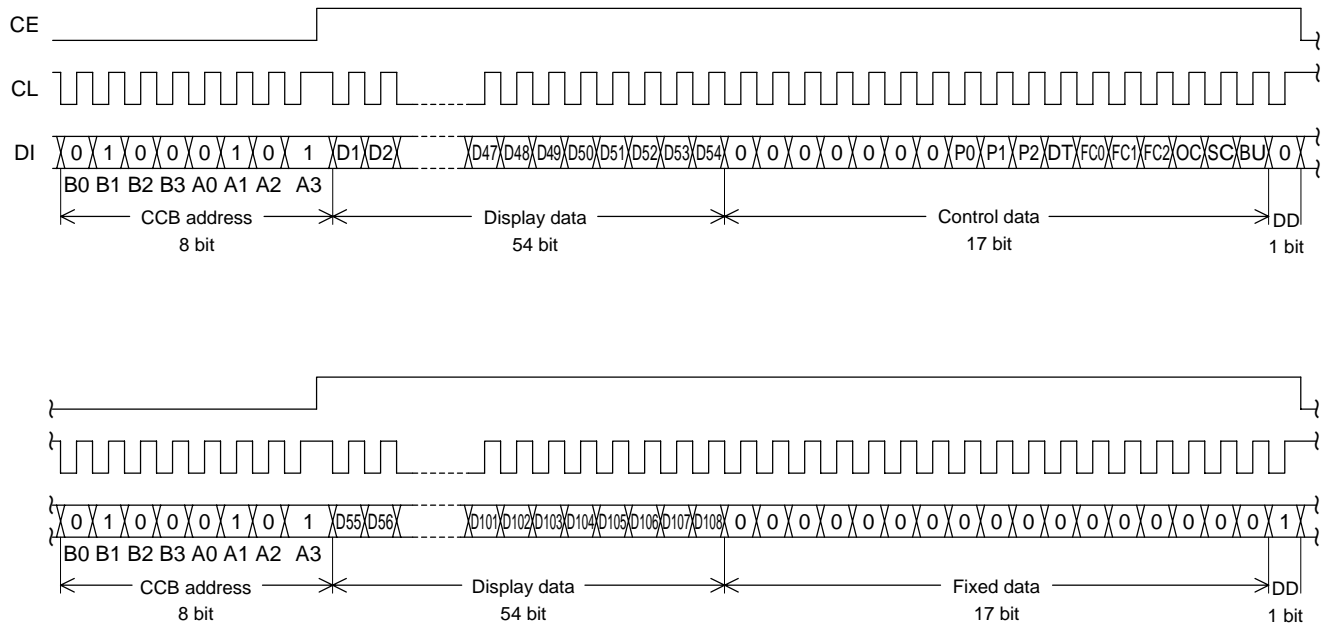 CE
CL
DI 0 1 0 0 0 1 0 1 D1 D2 D47 D48 D49 D50 D51 D52 D53 D54 0 0 0 0 0 0 0 P0 P1 P2 DT FC0 FC1 FC2 OC SC BU 0
B0 B1 B2 B3 A0 A1 A2 A3
CCB address Display data Control data DD
8 bit 54 bit 17 bit 1 bit
0 1 0 0 0 1 0 1 D55 D56 D101 D102 D103 D104 D105 D106 D107 D108 0 0 0 0 0 0 0 0 0 0 0 0 0 0 0 0 0 1
B0 B1 B2 B3 A0 A1 A2 A3
CCB address Display data Fixed data DD
8 bit 54 bit 17 bit 1 bit